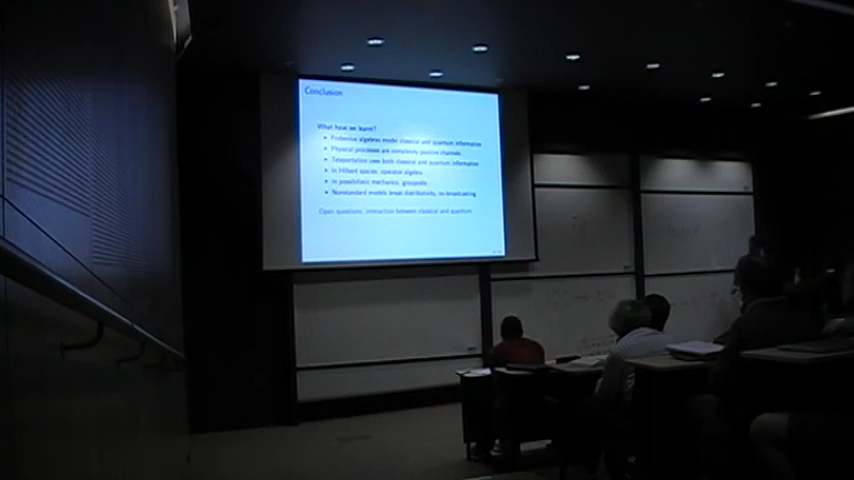 Conclusion
What have we learnt?
Frobenius algebras model classical and quantum information
Physical processes are completely positive channels
Teleportation uses both classical and quantum information
In Hilbert spaces: operator algebra
In possibilistic mechanics: groupoids
Nonstandard models break distributivity, no-broadcasting
Open questions: interaction between classical and quantum